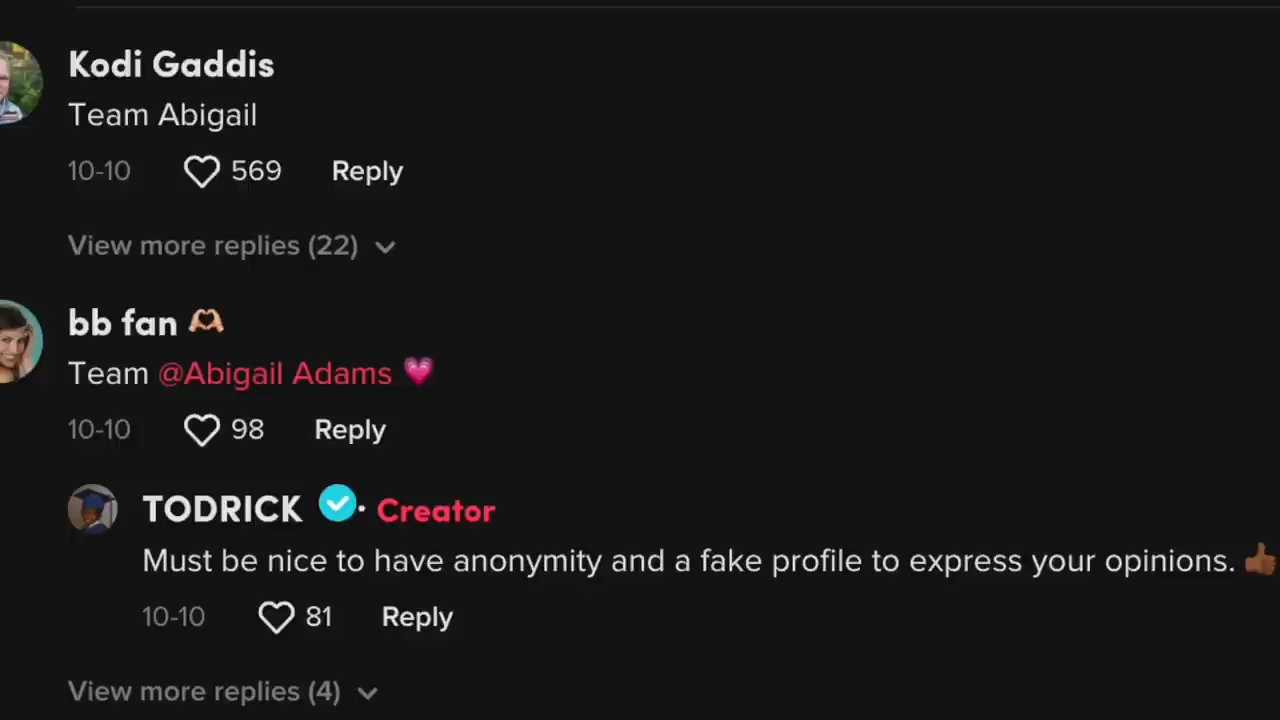 Kodi Gaddis
Team Abigail
10-10 569 Reply
View more replies (22)
bb fan 🫶🏼
Team @Abigail Adams 💗
10-10 98 Reply
TODRICK · Creator
Must be nice to have anonymity and a fake profile to express your opinions. 👍🏾
10-10 81 Reply
View more replies (4)